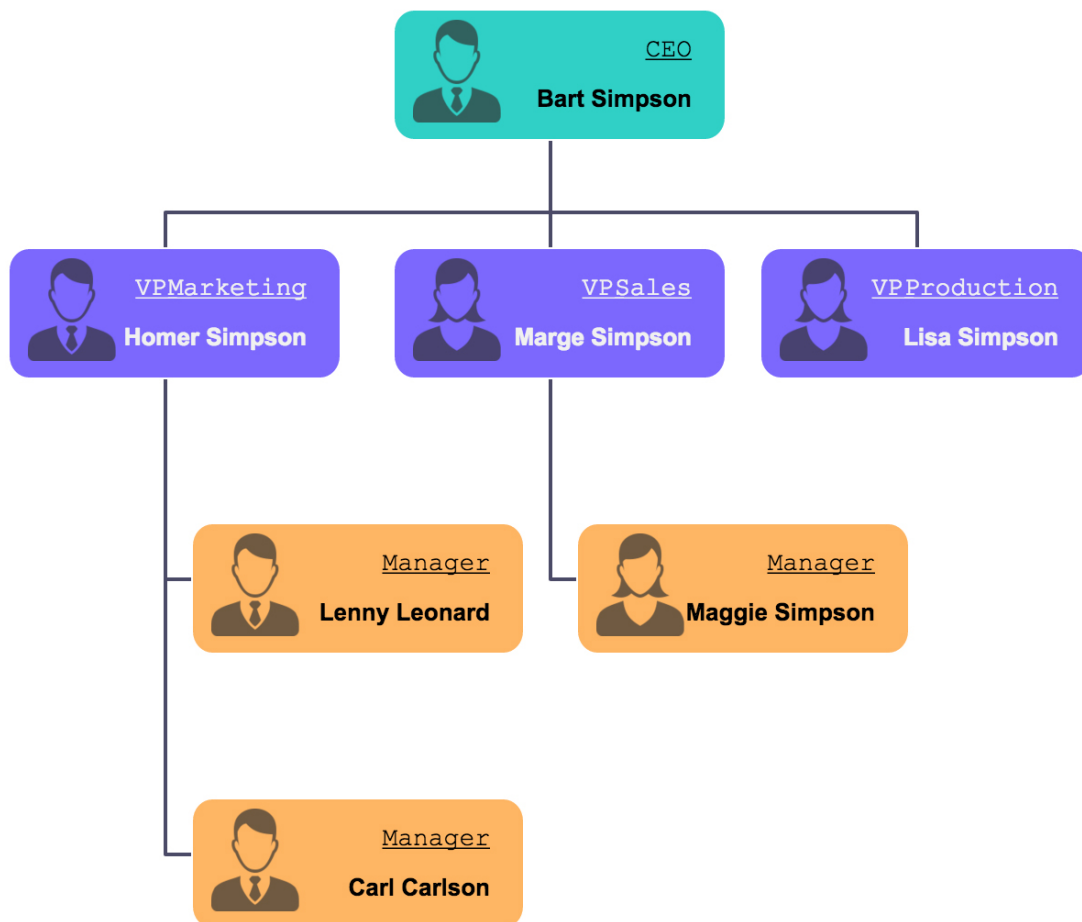 CEO
Bart Simpson
VPMarketing
Homer Simpson
VPSales
Marge Simpson
VPProduction
Lisa Simpson
Manager
Lenny Leonard
Manager
Maggie Simpson
Manager
Carl Carlson